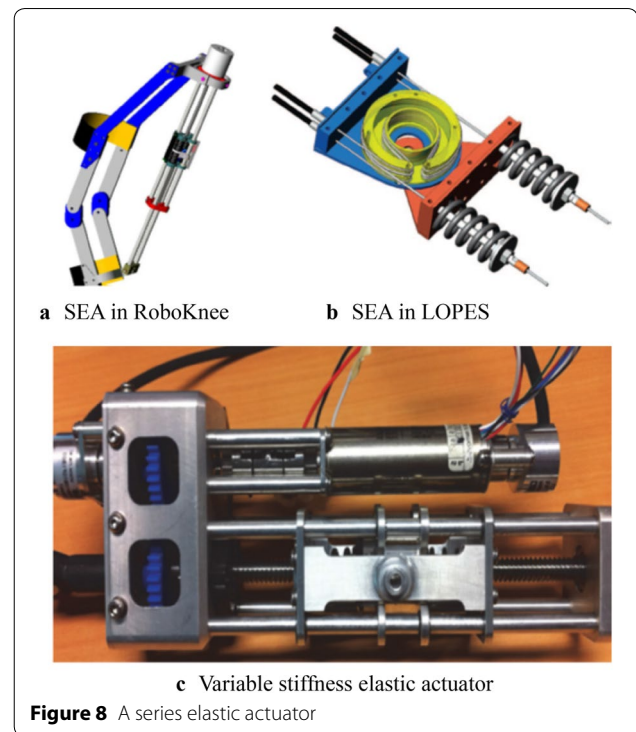 a SEA in RoboKnee
b SEA in LOPES
c Variable stiffness elastic actuator
Figure 8 A series elastic actuator